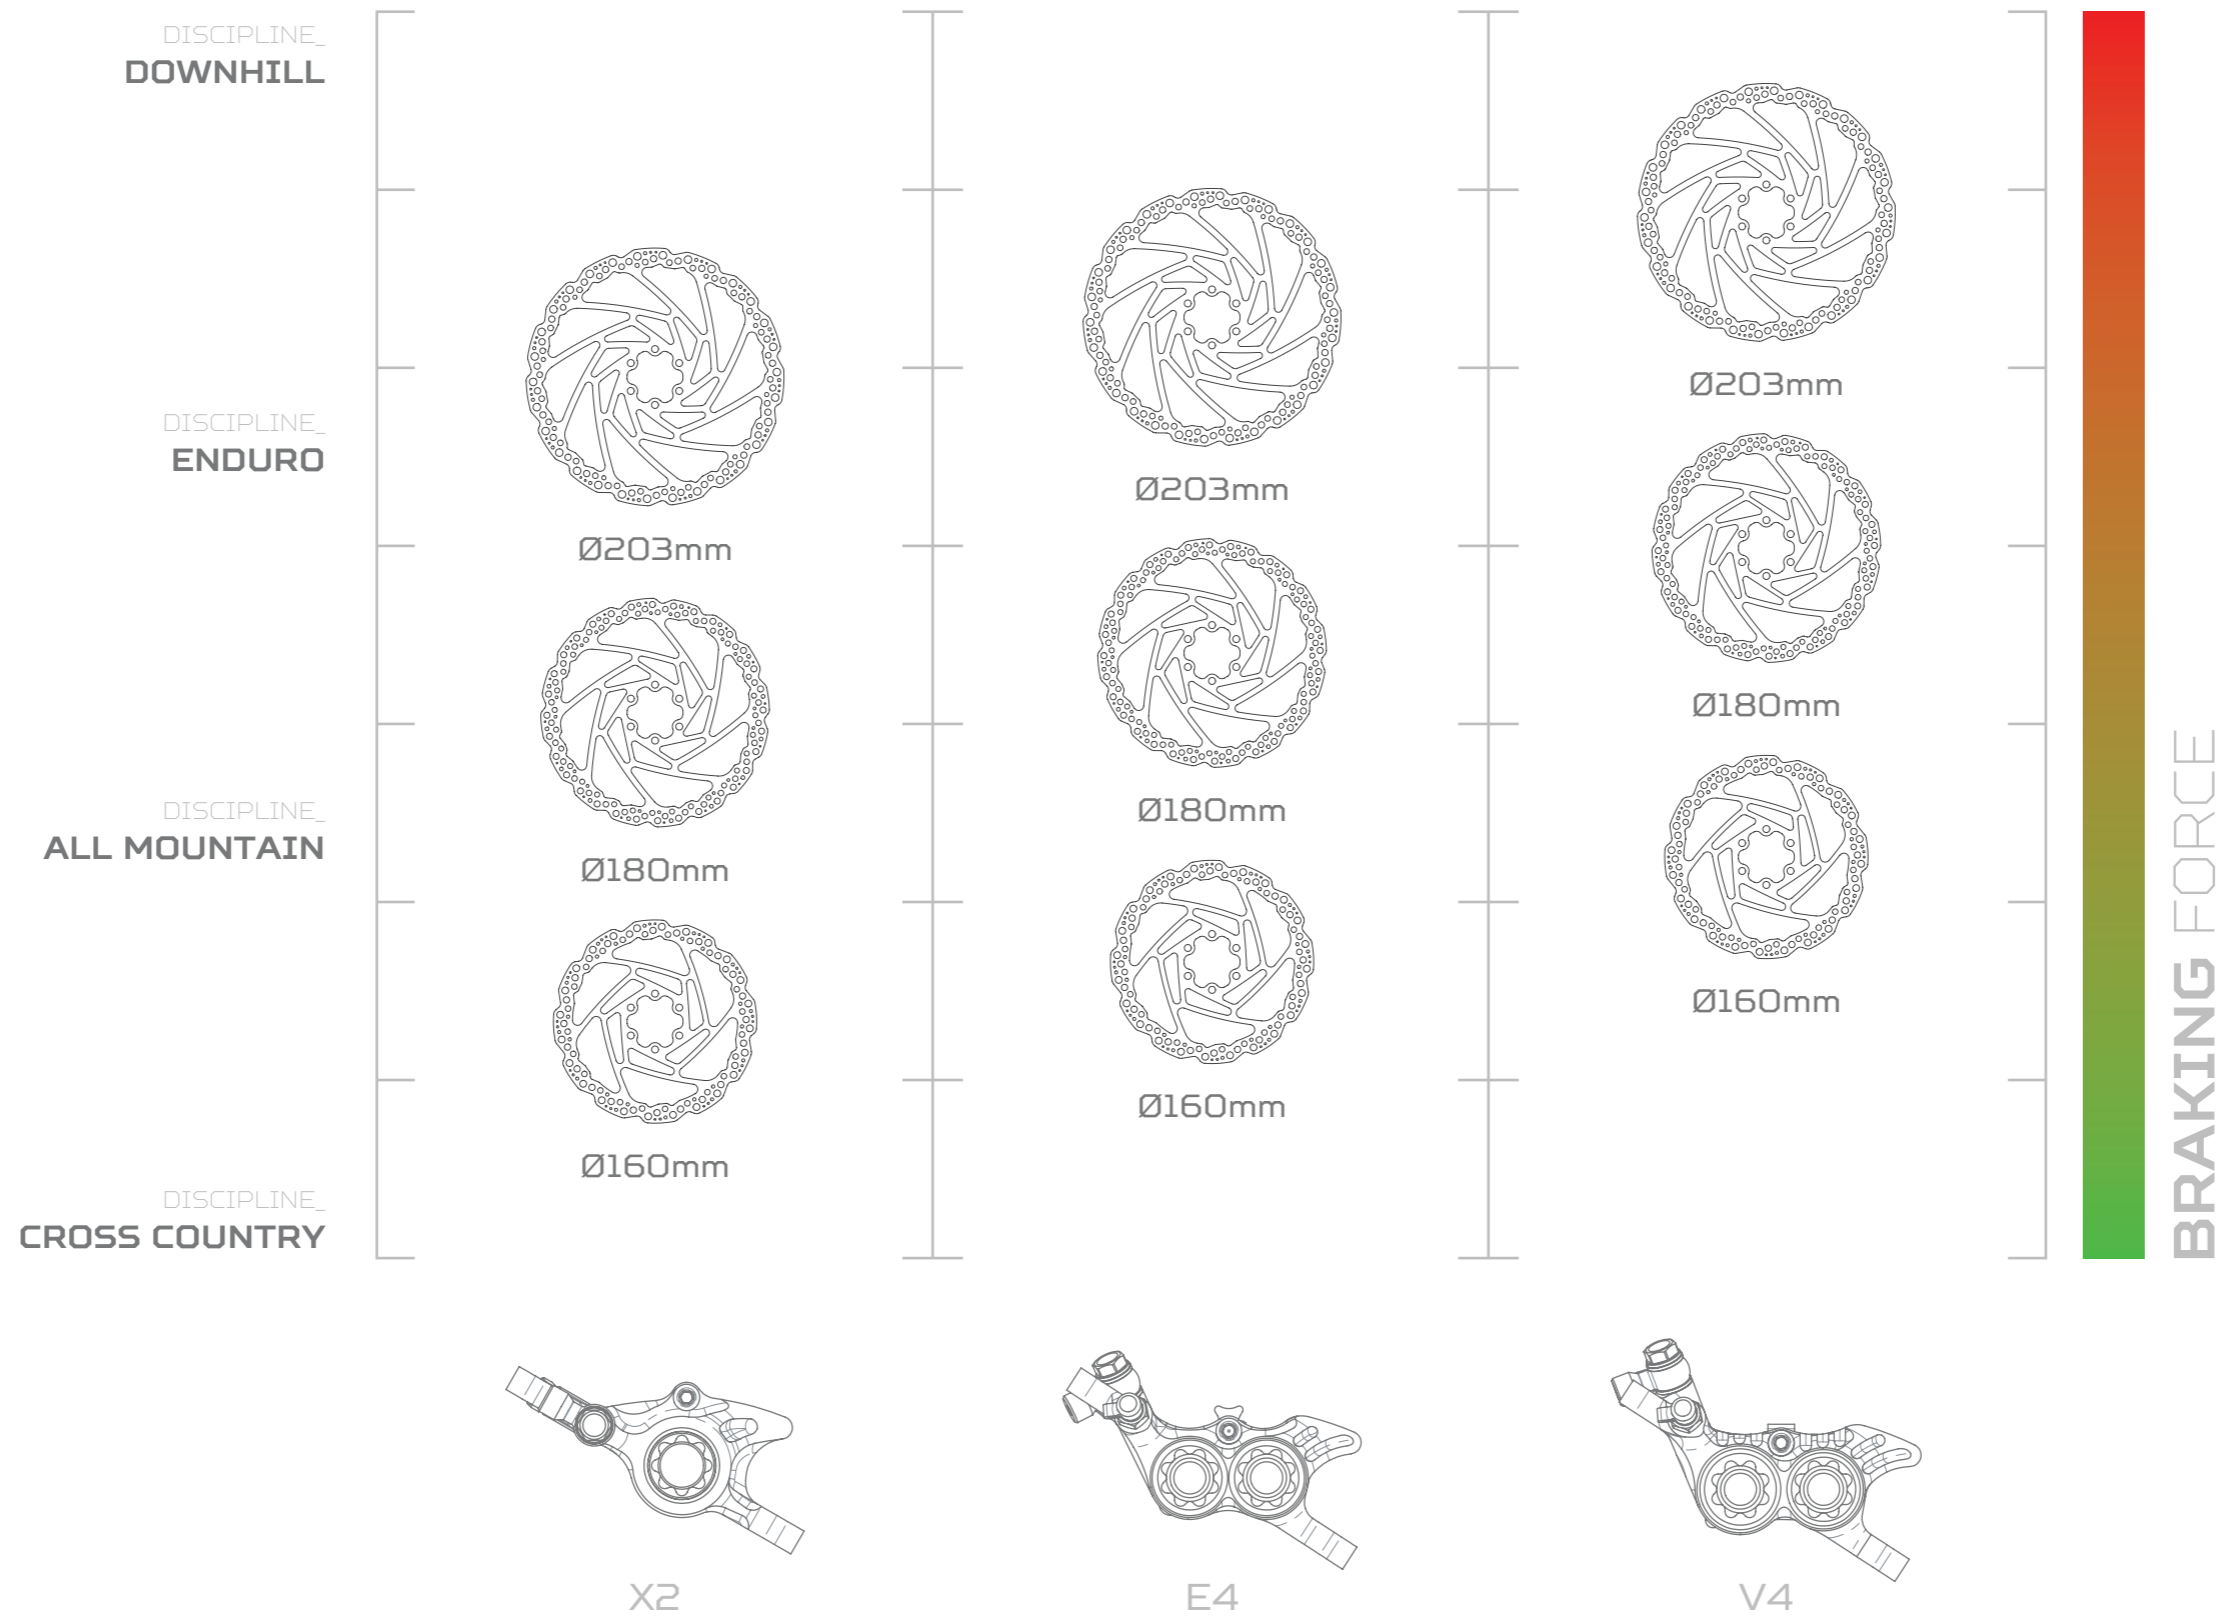 DISCIPLINE_
DOWNHILL
DISCIPLINE_
ENDURO
DISCIPLINE_
ALL MOUNTAIN
DISCIPLINE_
CROSS COUNTRY
Ø203mm
Ø180mm
Ø160mm
X2
Ø203mm
Ø180mm
Ø160mm
E4
Ø203mm
Ø180mm
Ø160mm
V4
BRAKING FORCE